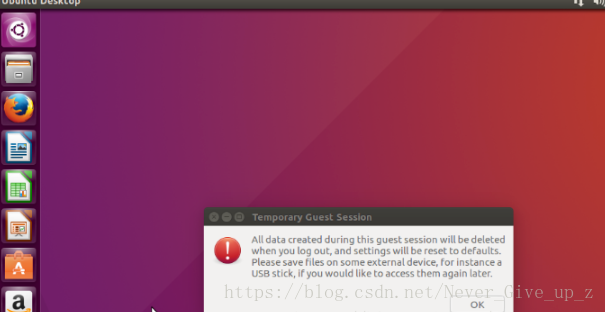 Ubuntu Desktop
Temporary Guest Session
All data created during this guest session will be deleted
when you log out, and settings will be reset to defaults.
Please save files on some external device, for instance a
USB stick, if you would like to access them again later.
https://blog.csdn.net/Never_Give_up_z
OK